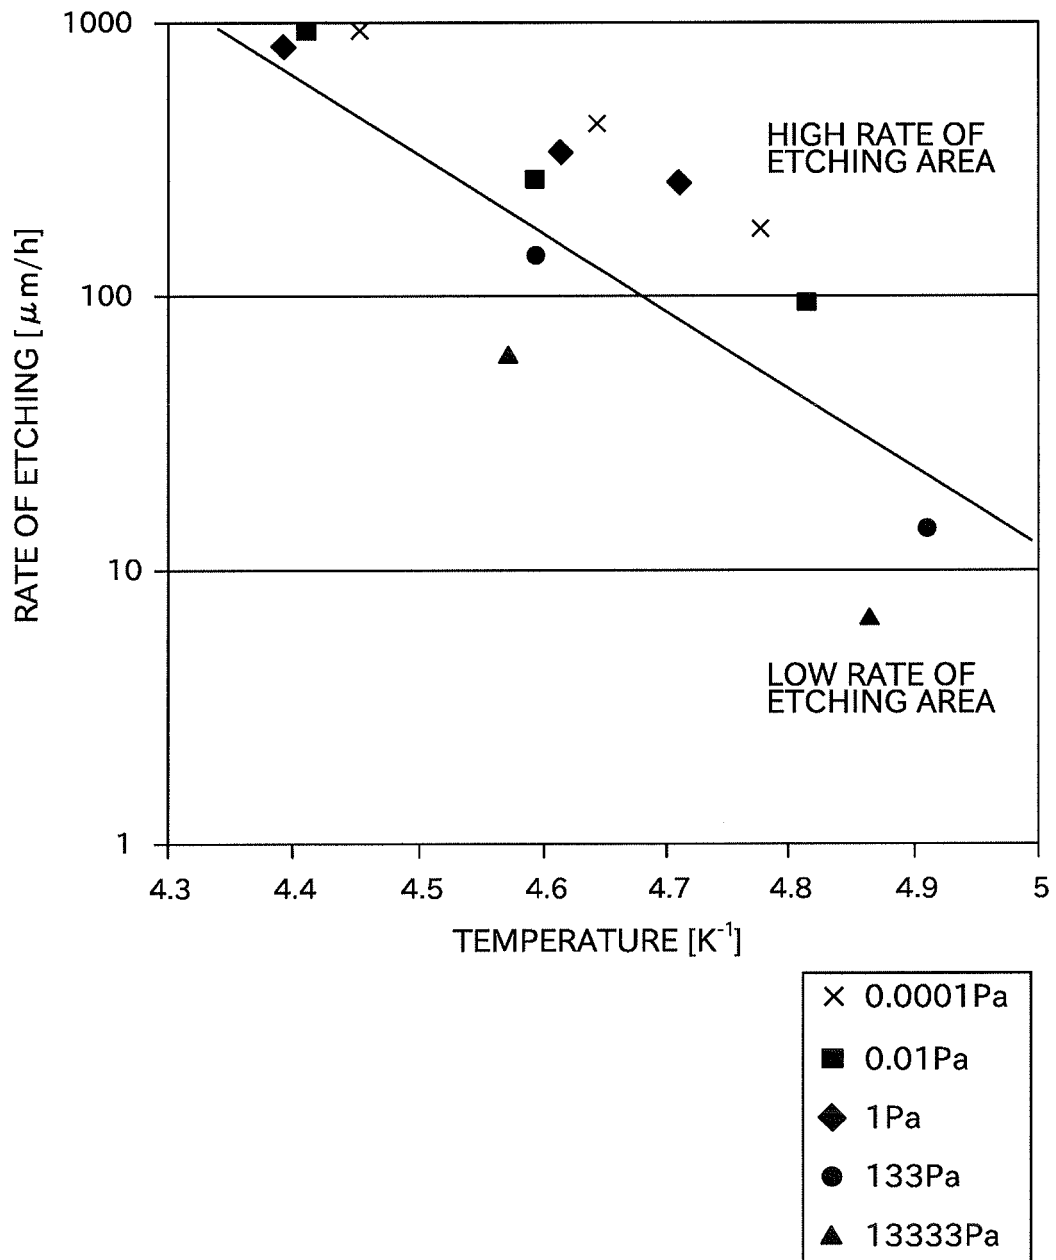 1000
100
10
1
RATE OF ETCHING [μm/h]
HIGH RATE OF
ETCHING AREA
LOW RATE OF
ETCHING AREA
4.3 4.4 4.5 4.6 4.7 4.8 4.9 5
TEMPERATURE [K⁻¹]
0.0001Pa
0.01Pa
1Pa
133Pa
13333Pa